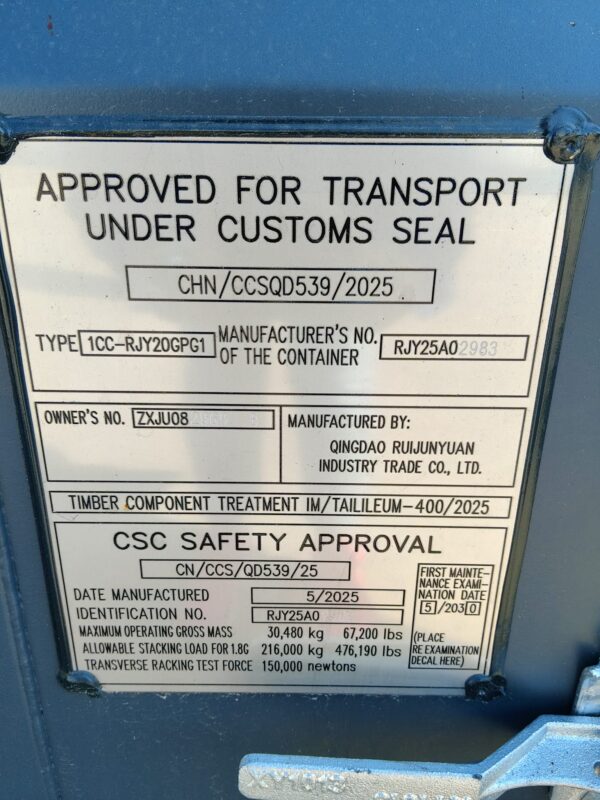 APPROVED FOR TRANSPORT
UNDER CUSTOMS SEAL
CHN/CCSQD539/2025
TYPE 1CC-RJY20GPG1 MANUFACTURER'S NO.
OF THE CONTAINER RJY25A02983
OWNER'S NO. ZXJU08
MANUFACTURED BY:
QINGDAO RUIJUNYUAN
INDUSTRY TRADE CO., LTD.
TIMBER COMPONENT TREATMENT IM/TAILILEUM-400/2025
CSC SAFETY APPROVAL
CN/CCS/QD539/25
DATE MANUFACTURED 5/2025
IDENTIFICATION NO. RJY25A0
MAXIMUM OPERATING GROSS MASS 30,480 kg 67,200 lbs
ALLOWABLE STACKING LOAD FOR 1.8G 216,000 kg 476,190 lbs
TRANSVERSE RACKING TEST FORCE 150,000 newtons
FIRST MAINTE-
NANCE EXAMI-
NATION DATE
5/2030
(PLACE
RE EXAMINATION
DECAL HERE)